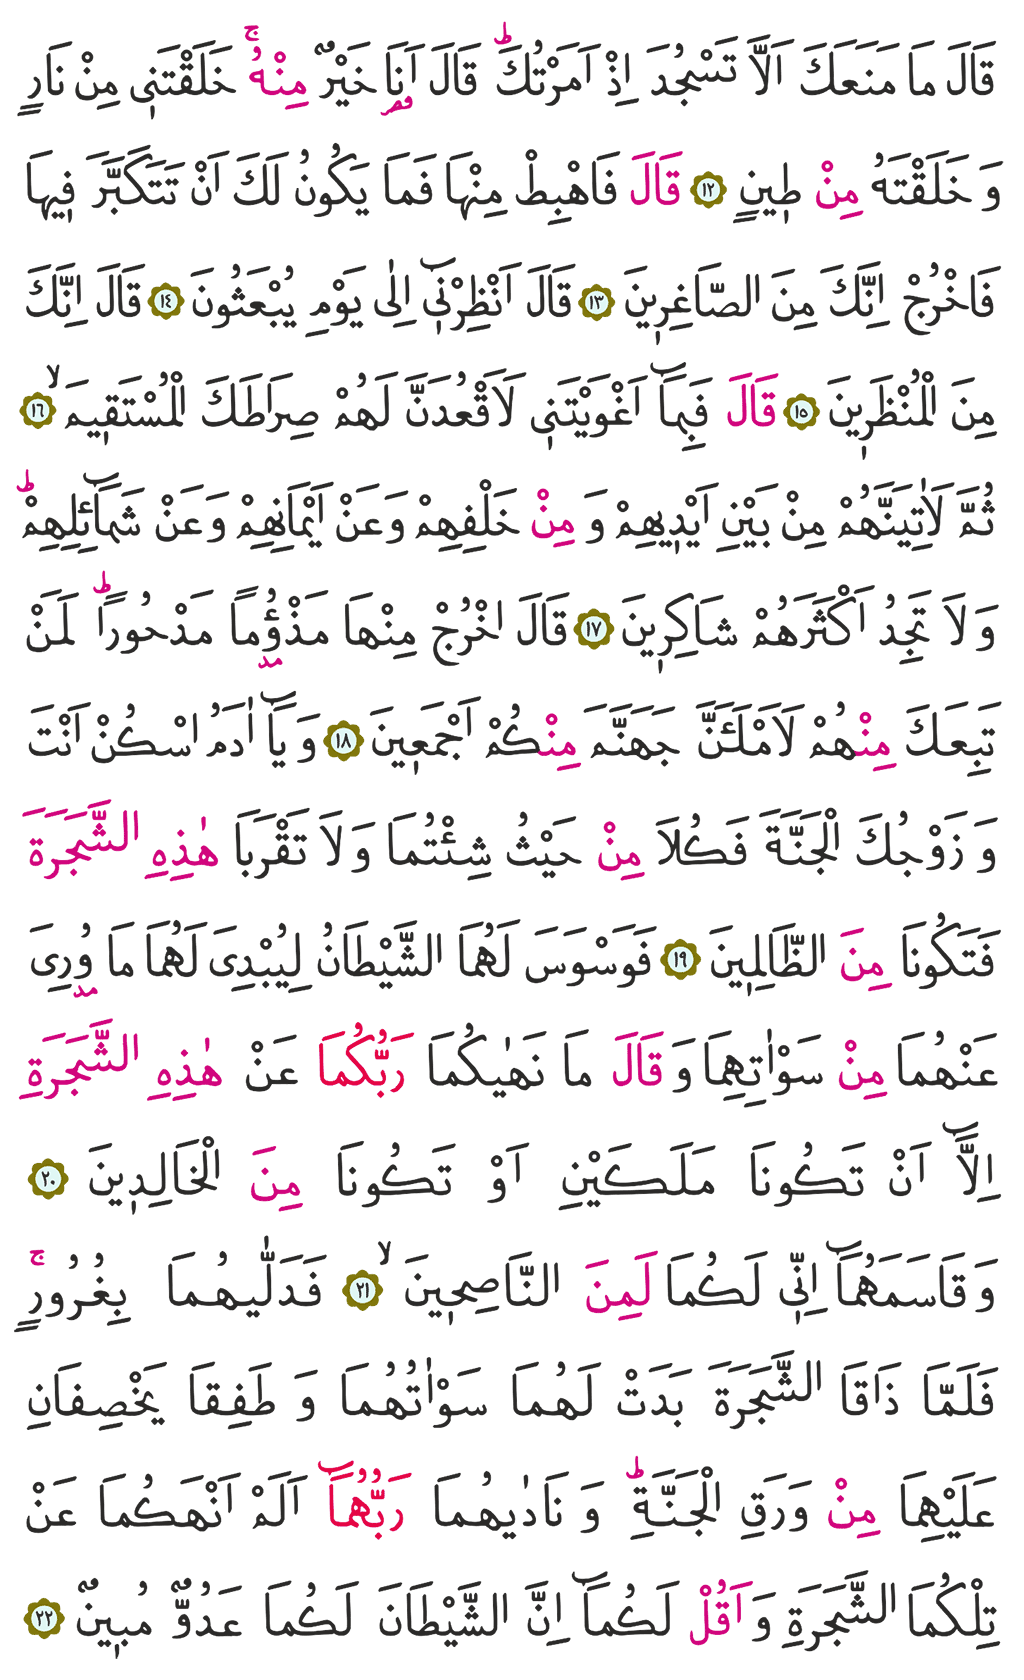 قَالَ مَا مَنَعَكَ اَلَّا تَسْجُدَ اِذْ اَمَرْتُكَۜ قَالَ اَنَا۬ خَيْرٌ مِنْهُۚ خَلَقْتَنٖي مِنْ نَارٍ
وَ خَلَقْتَهُ مِنْ طٖينٍ ﴿١٢﴾ قَالَ فَاهْبِطْ مِنْهَا فَمَا يَكُونُ لَكَ اَنْ تَتَكَبَّرَ فٖيهَا
فَاخْرُجْ اِنَّكَ مِنَ الصَّاغِرٖينَ ﴿١٣﴾ قَالَ اَنْظِرْنٖٓي اِلٰى يَوْمِ يُبْعَثُونَ ﴿١٤﴾ قَالَ اِنَّكَ
مِنَ الْمُنْظَرٖينَ ﴿١٥﴾ قَالَ فَبِمَٓا اَغْوَيْتَنٖي لَاَقْعُدَنَّ لَهُمْ صِرَاطَكَ الْمُسْتَقٖيمَۙ ﴿١٦﴾
ثُمَّ لَاٰتِيَنَّهُمْ مِنْ بَيْنِ اَيْدٖيهِمْ وَ مِنْ خَلْفِهِمْ وَعَنْ اَيْمَانِهِمْ وَعَنْ شَمَٓائِلِهِمْۜ
وَ لَا تَجِدُ اَكْثَرَهُمْ شَاكِرٖينَ ﴿١٧﴾ قَالَ اخْرُجْ مِنْهَا مَذْؤُ۫مًا مَدْحُورًاۜ لَمَنْ
تَبِعَكَ مِنْهُمْ لَاَمْلَـَٔنَّ جَهَنَّمَ مِنْكُمْ اَجْمَعٖينَ ﴿١٨﴾ وَ يَٓا اٰدَمُ اسْكُنْ اَنْتَ
وَ زَوْجُكَ الْجَنَّةَ فَكُلَا مِنْ حَيْثُ شِئْتُمَا وَ لَا تَقْرَبَا هٰذِهِ الشَّجَرَةَ
فَتَكُونَا مِنَ الظَّالِمٖينَ ﴿١٩﴾ فَوَسْوَسَ لَهُمَا الشَّيْطَانُ لِيُبْدِيَ لَهُمَا مَا وُ۫رِيَ
عَنْهُمَا مِنْ سَوْاٰتِهِمَا وَ قَالَ مَا نَهٰيكُمَا رَبُّكُمَا عَنْ هٰذِهِ الشَّجَرَةِ
اِلَّٓا اَنْ تَكُونَا مَلَكَيْنِ اَوْ تَكُونَا مِنَ الْخَالِدٖينَ ﴿٢٠﴾
وَ قَاسَمَهُمَٓا اِنّٖي لَكُمَا لَمِنَ النَّاصِحٖينَۙ ﴿٢١﴾ فَدَلّٰيهُمَا بِغُرُورٍۚ
فَلَمَّا ذَاقَا الشَّجَرَةَ بَدَتْ لَهُمَا سَوْاٰتُهُمَا وَ طَفِقَا يَخْصِفَانِ
عَلَيْهِمَا مِنْ وَرَقِ الْجَنَّةِۜ وَ نَادٰيهُمَا رَبُّهُمَٓا اَلَمْ اَنْهَكُمَا عَنْ
تِلْكُمَا الشَّجَرَةِ وَ اَقُلْ لَكُمَٓا اِنَّ الشَّيْطَانَ لَكُمَا عَدُوٌّ مُبٖينٌ ﴿٢٢﴾